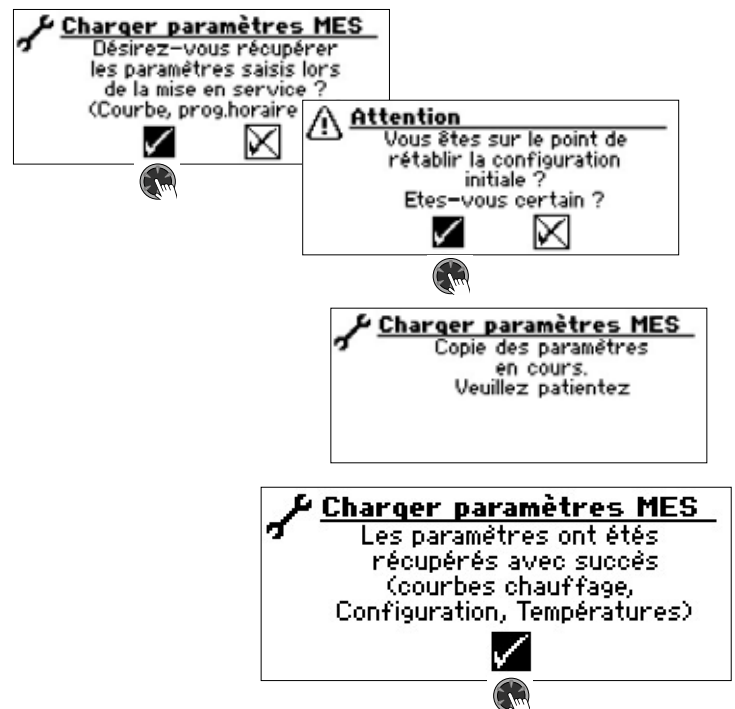 Charger paramètres MES
Désirez-vous récupérer
les paramètres saisis lors
de la mise en service ?
(Courbe, prog.horaire
Attention
Vous êtes sur le point de
rétablir la configuration
initiale ?
Etes-vous certain ?
Charger paramètres MES
Copie des paramètres
en cours.
Veuillez patientez
Charger paramètres MES
Les paramètres ont étés
récupérés avec succès
(courbes chauffage,
Configuration, Températures)